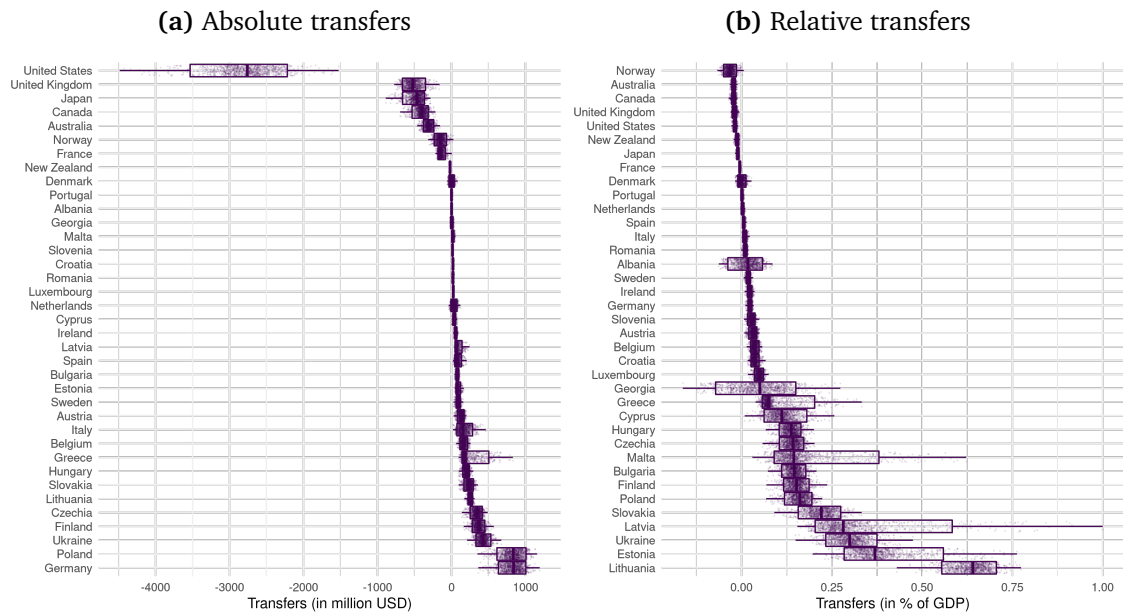 (a) Absolute transfers
United States
United Kingdom
Japan
Canada
Australia
Norway
France
New Zealand
Denmark
Portugal
Albania
Georgia
Malta
Slovenia
Croatia
Romania
Luxembourg
Netherlands
Cyprus
Ireland
Latvia
Spain
Bulgaria
Estonia
Sweden
Austria
Italy
Belgium
Greece
Hungary
Slovakia
Lithuania
Czechia
Finland
Ukraine
Poland
Germany
-4000 -3000 -2000 -1000 0 1000
Transfers (in million USD)
(b) Relative transfers
Norway
Australia
Canada
United Kingdom
United States
New Zealand
Japan
France
Denmark
Portugal
Netherlands
Spain
Italy
Romania
Albania
Sweden
Ireland
Germany
Slovenia
Austria
Belgium
Croatia
Luxembourg
Georgia
Greece
Cyprus
Hungary
Czechia
Malta
Bulgaria
Finland
Poland
Slovakia
Latvia
Ukraine
Estonia
Lithuania
0.00 0.25 0.50 0.75 1.00
Transfers (in % of GDP)